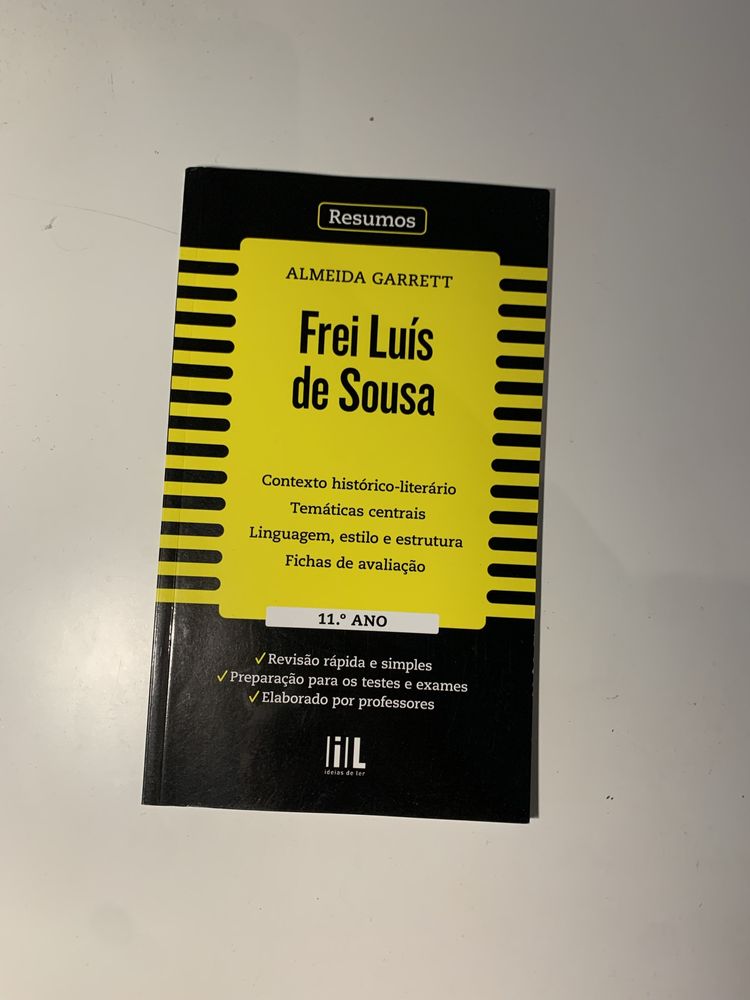 Resumos
ALMEIDA GARRETT
Frei Luís
de Sousa
Contexto histórico-literário
Temáticas centrais
Linguagem, estilo e estrutura
Fichas de avaliação
11.º ANO
✓Revisão rápida e simples
✓Preparação para os testes e exames
✓Elaborado por professores
iL
ideias de ler